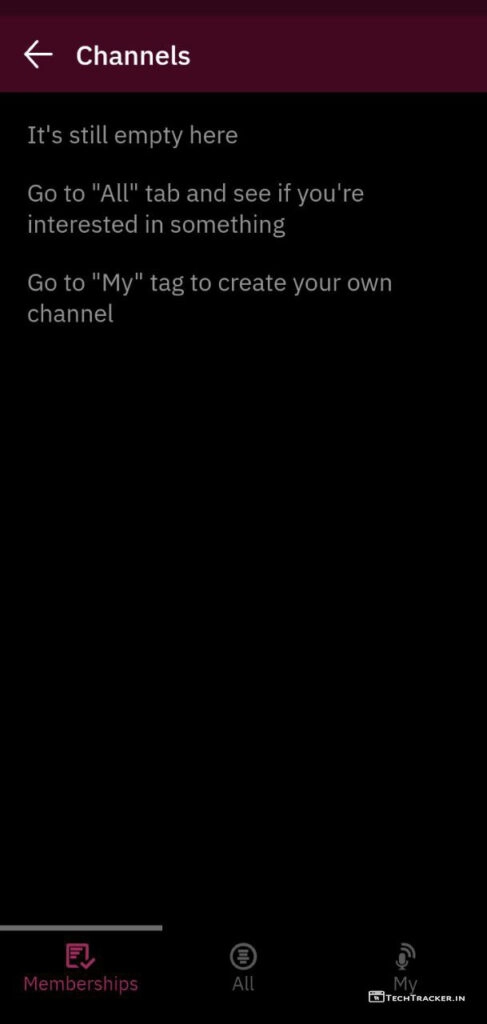 Channels
It's still empty here
Go to "All" tab and see if you're
interested in something
Go to "My" tag to create your own
channel
Memberships
All
My
TECHTRACKER.IN